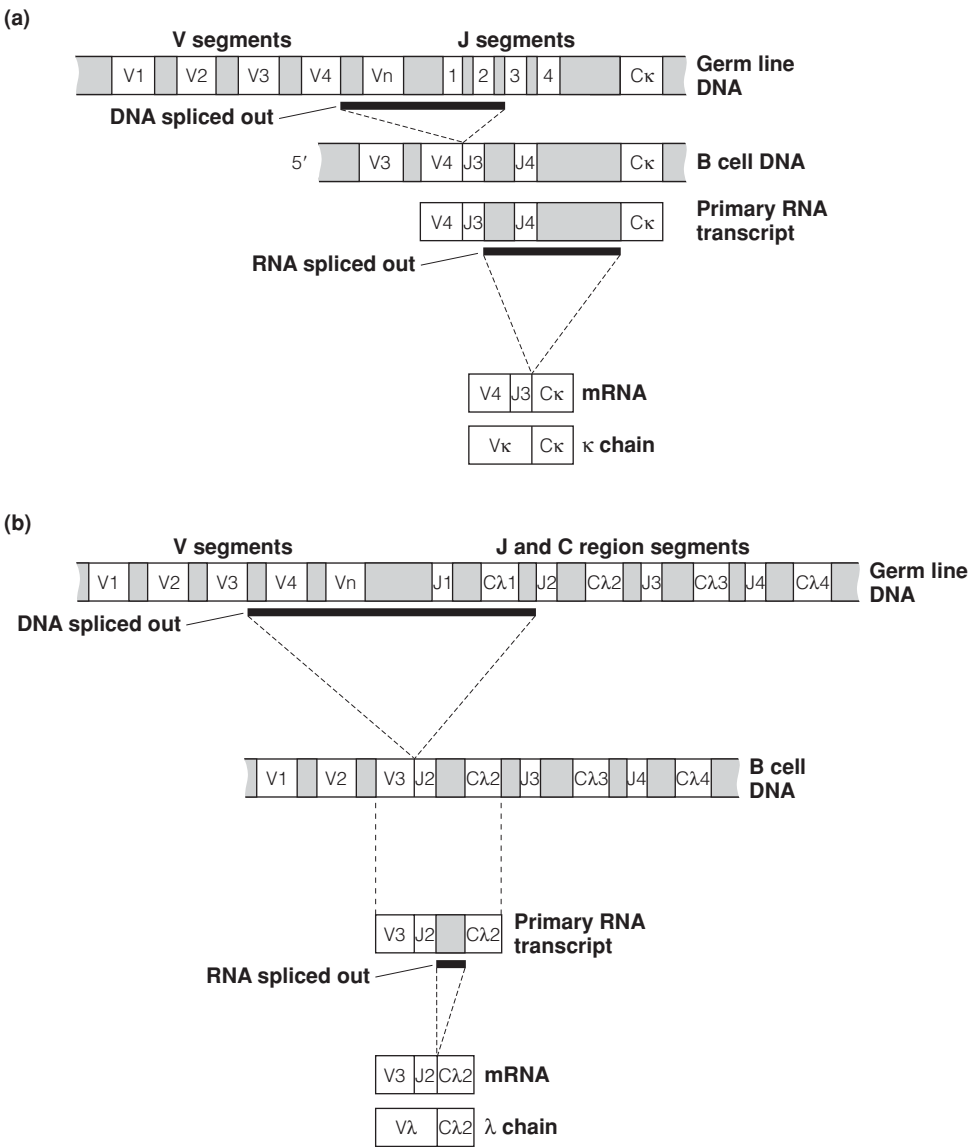 (a)
V segments J segments
V1 V2 V3 V4 Vn 1 2 3 4 Cκ Germ line
DNA
DNA spliced out
5′ V3 V4 J3 J4 Cκ B cell DNA
V4 J3 J4 Cκ Primary RNA
transcript
RNA spliced out
V4 J3 Cκ mRNA
Vκ Cκ κ chain
(b)
V segments J and C region segments
V1 V2 V3 V4 Vn J1 Cλ1 J2 Cλ2 J3 Cλ3 J4 Cλ4 Germ line
DNA
DNA spliced out
V1 V2 V3 J2 Cλ2 J3 Cλ3 J4 Cλ4 B cell
DNA
V3 J2 Cλ2 Primary RNA
transcript
RNA spliced out
V3 J2 Cλ2 mRNA
Vλ Cλ2 λ chain